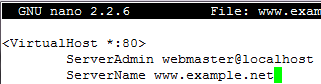 GNU nano 2.2.6 File: www.exam
<VirtualHost *:80>
ServerAdmin webmaster@localhost
ServerName www.example.net